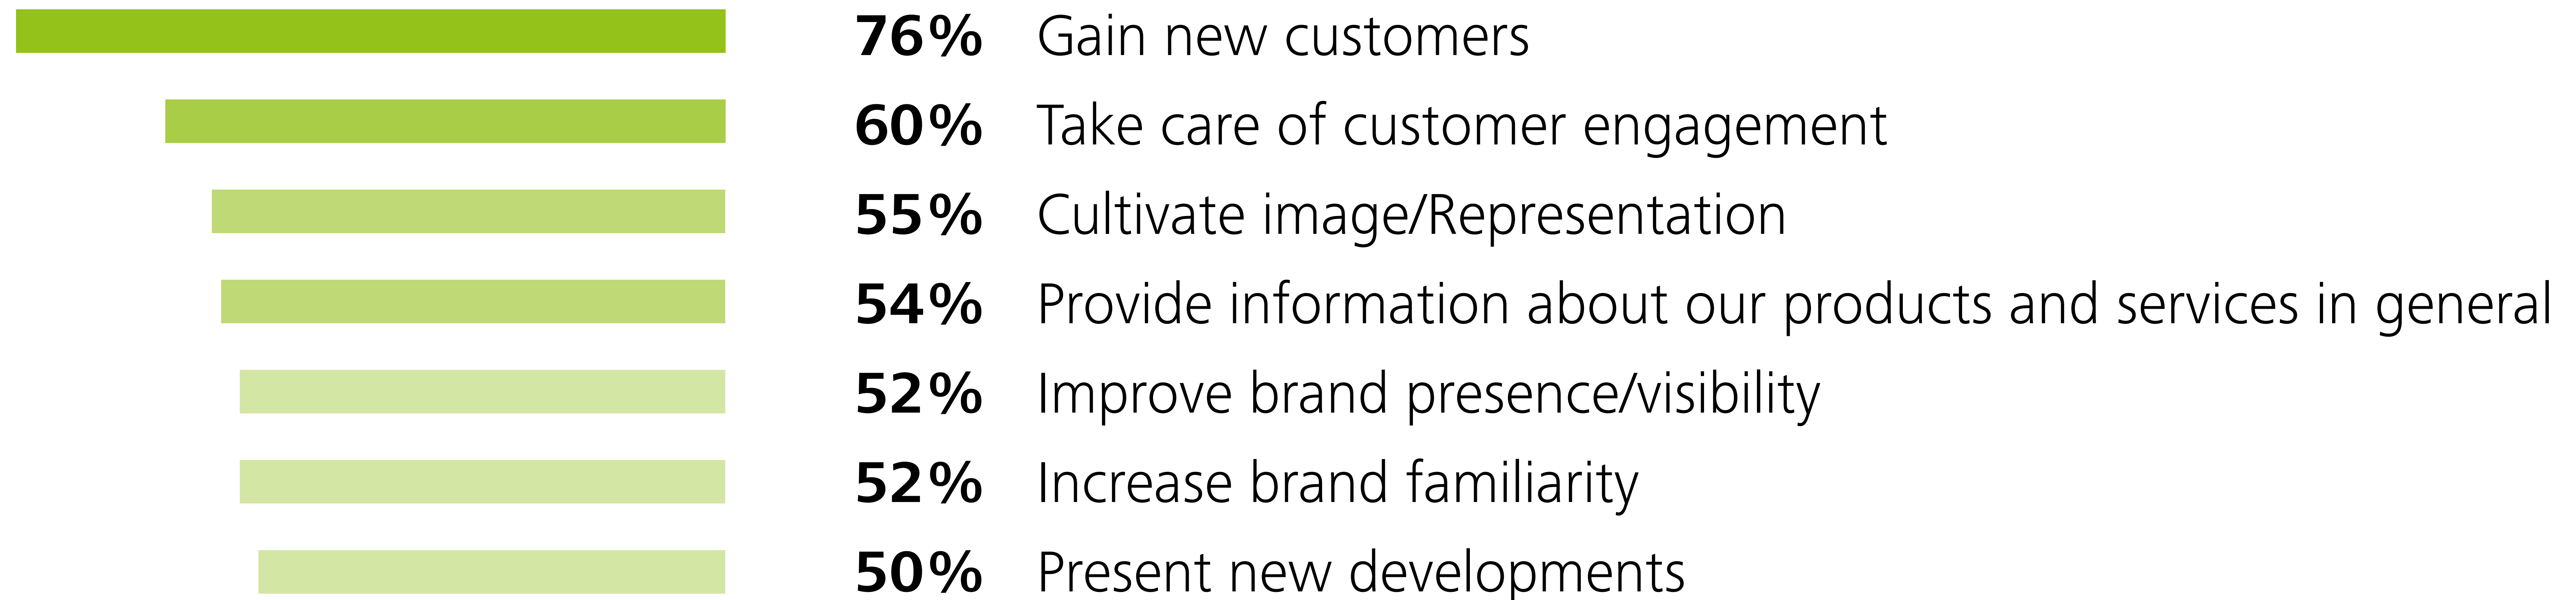 76% Gain new customers
60% Take care of customer engagement
55% Cultivate image/Representation
54% Provide information about our products and services in general
52% Improve brand presence/visibility
52% Increase brand familiarity
50% Present new developments